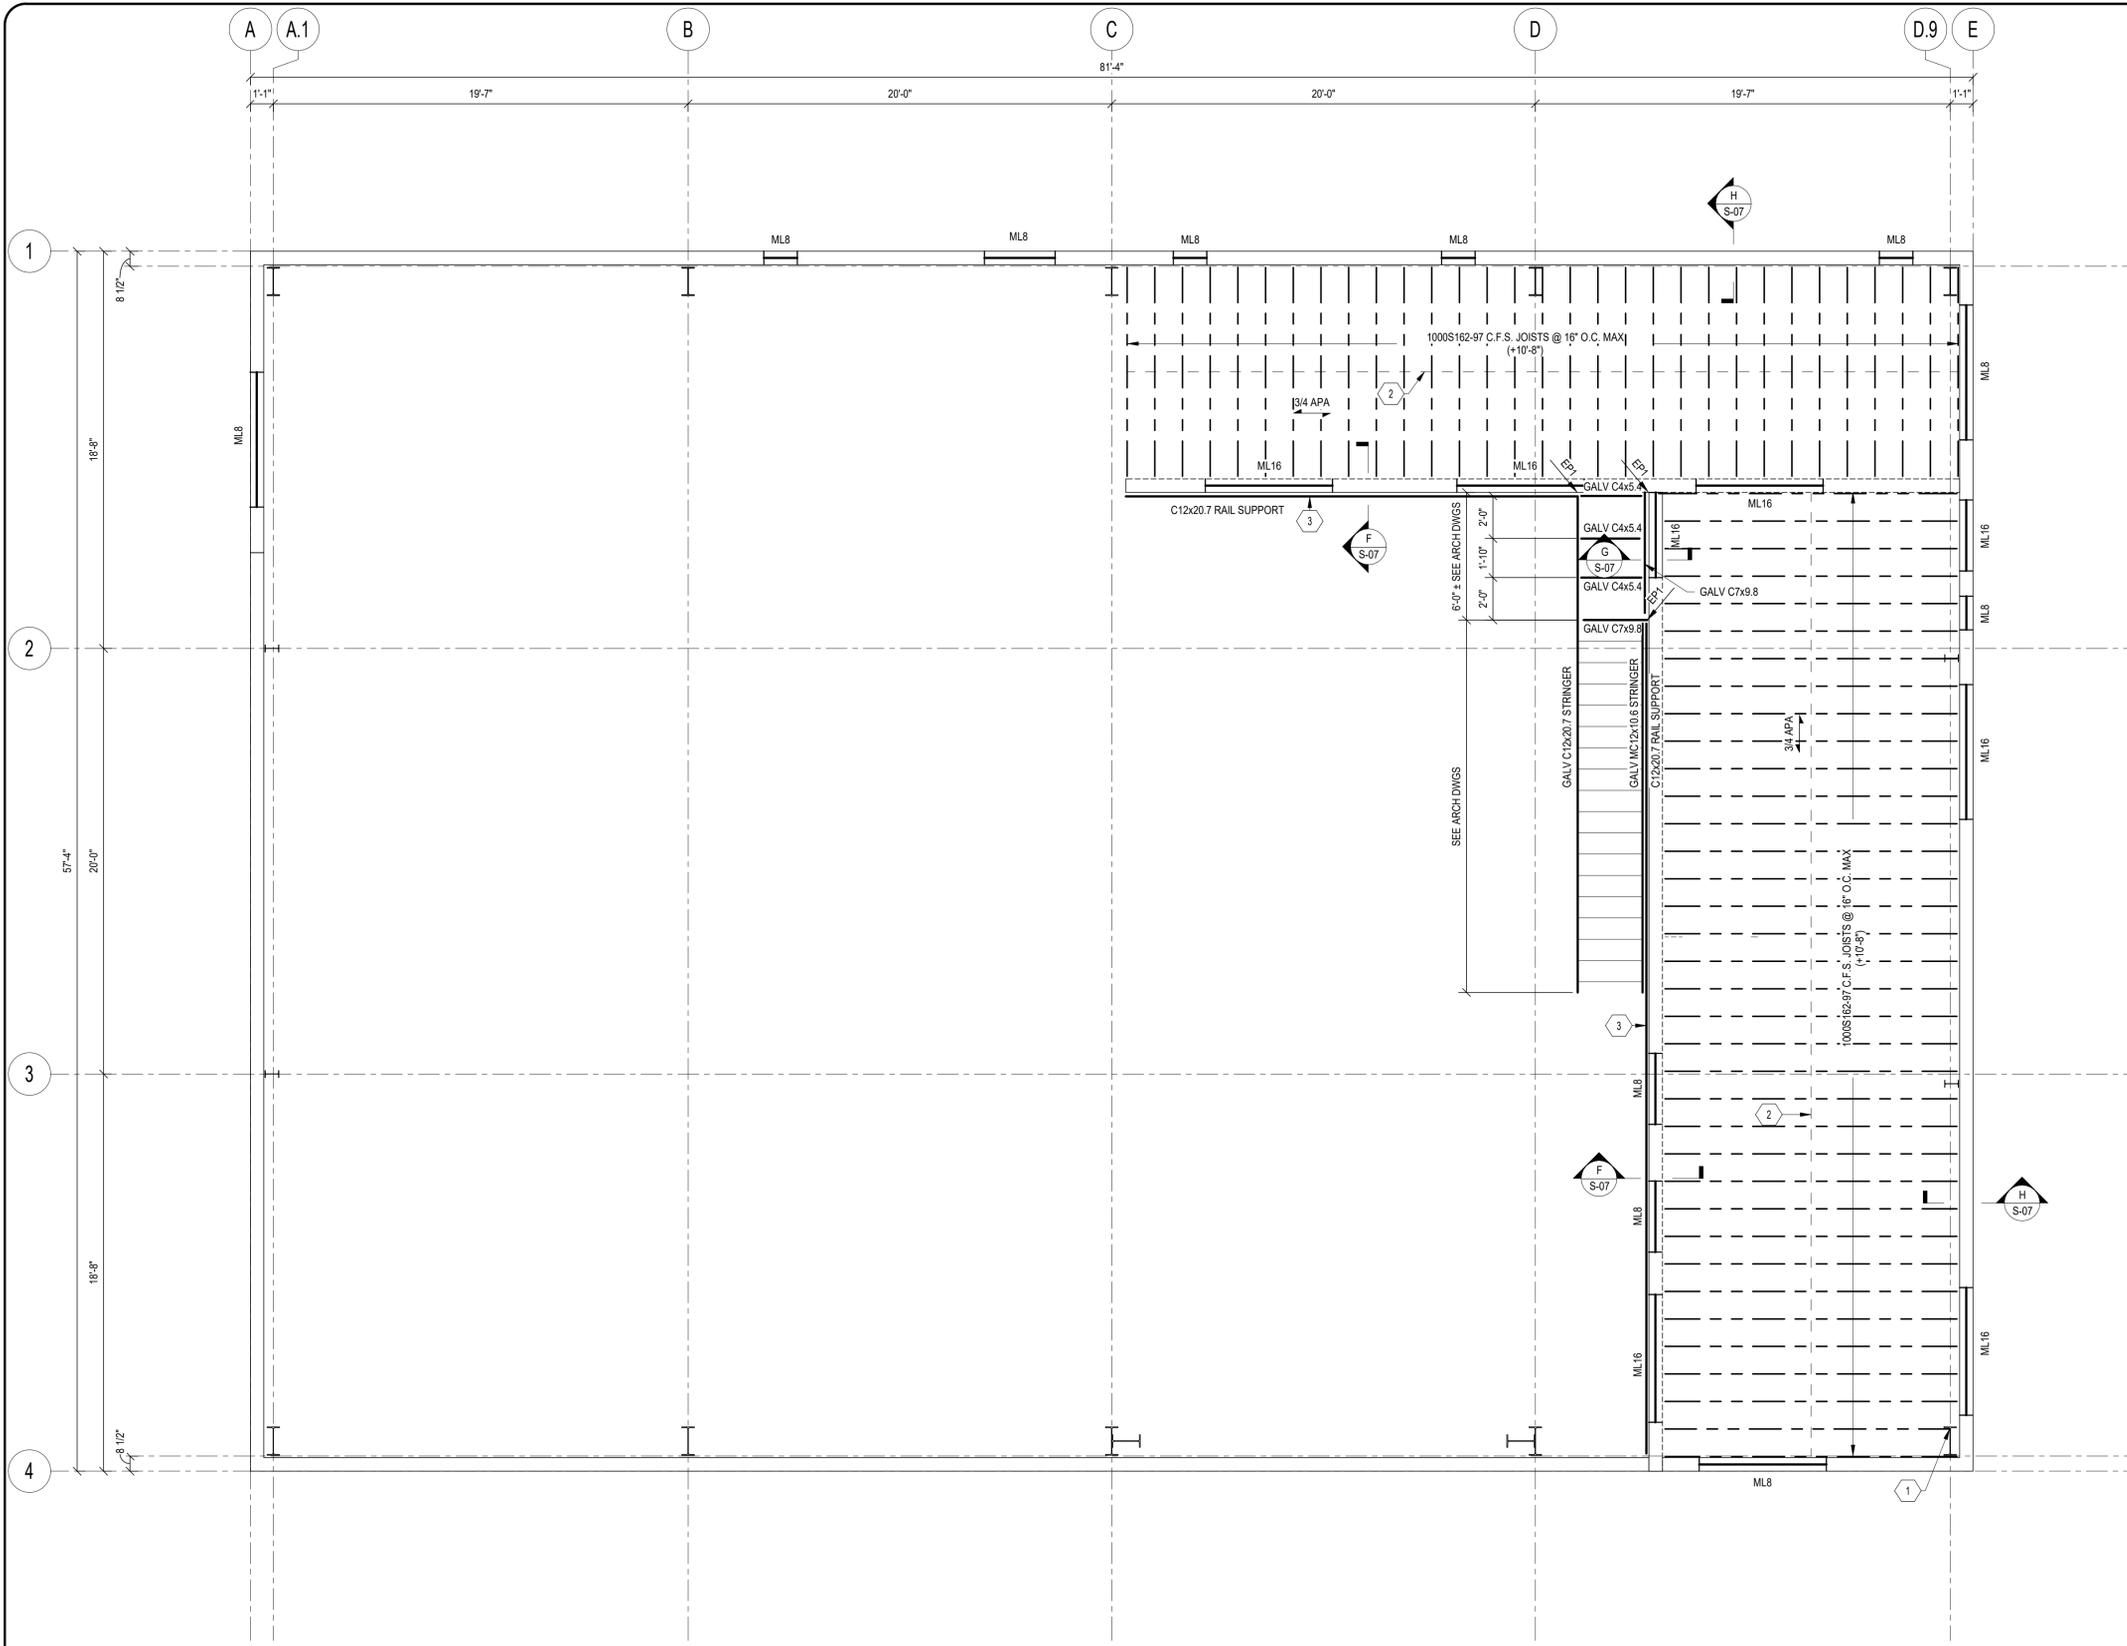 A
A.1
B
C
D
D.9
E
81'-4"
1'-1"
19'-7"
20'-0"
20'-0"
19'-7"
1'-1"
H
S-07
1
ML8
ML8
ML8
ML8
ML8
8 1/2"
1000S162-97 C.F.S. JOISTS @ 16" O.C. MAX
(+10'-8")
ML8
2
3/4 APA
ML8
18'-8"
ML16
ML16
EP1
EP1
GALV C4x5.4
ML16
C12x20.7 RAIL SUPPORT
3
2'-0"
GALV C4x5.4
ML16
ML16
F
S-07
6'-0" ± SEE ARCH DWGS
1'-10"
G
S-07
GALV C4x5.4
GALV C7x9.8
2'-0"
EP1
ML8
GALV C7x9.8
2
GALV C12x20.7 STRINGER
GALV MC12x10.6 STRINGER
C12x20.7 RAIL SUPPORT
3/4 APA
ML16
SEE ARCH DWGS
57'-4"
20'-0"
1000S162-97 C.F.S. JOISTS @ 16" O.C. MAX
(+10'-8")
3
3
ML8
2
F
S-07
H
S-07
ML8
18'-8"
ML16
ML16
8 1/2"
4
ML8
1